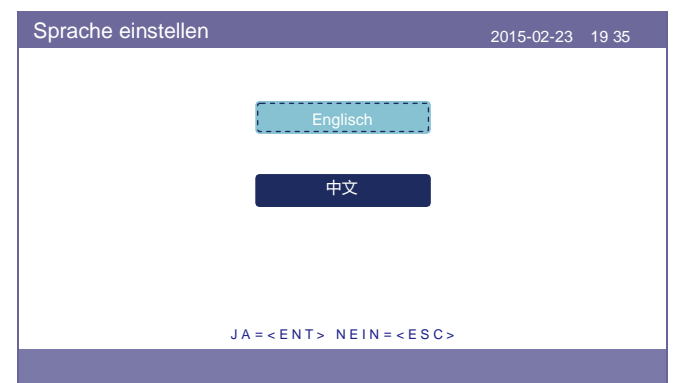 Sprache einstellen
2015-02-23 19 35
Englisch
中文
JA=<ENT> NEIN=<ESC>